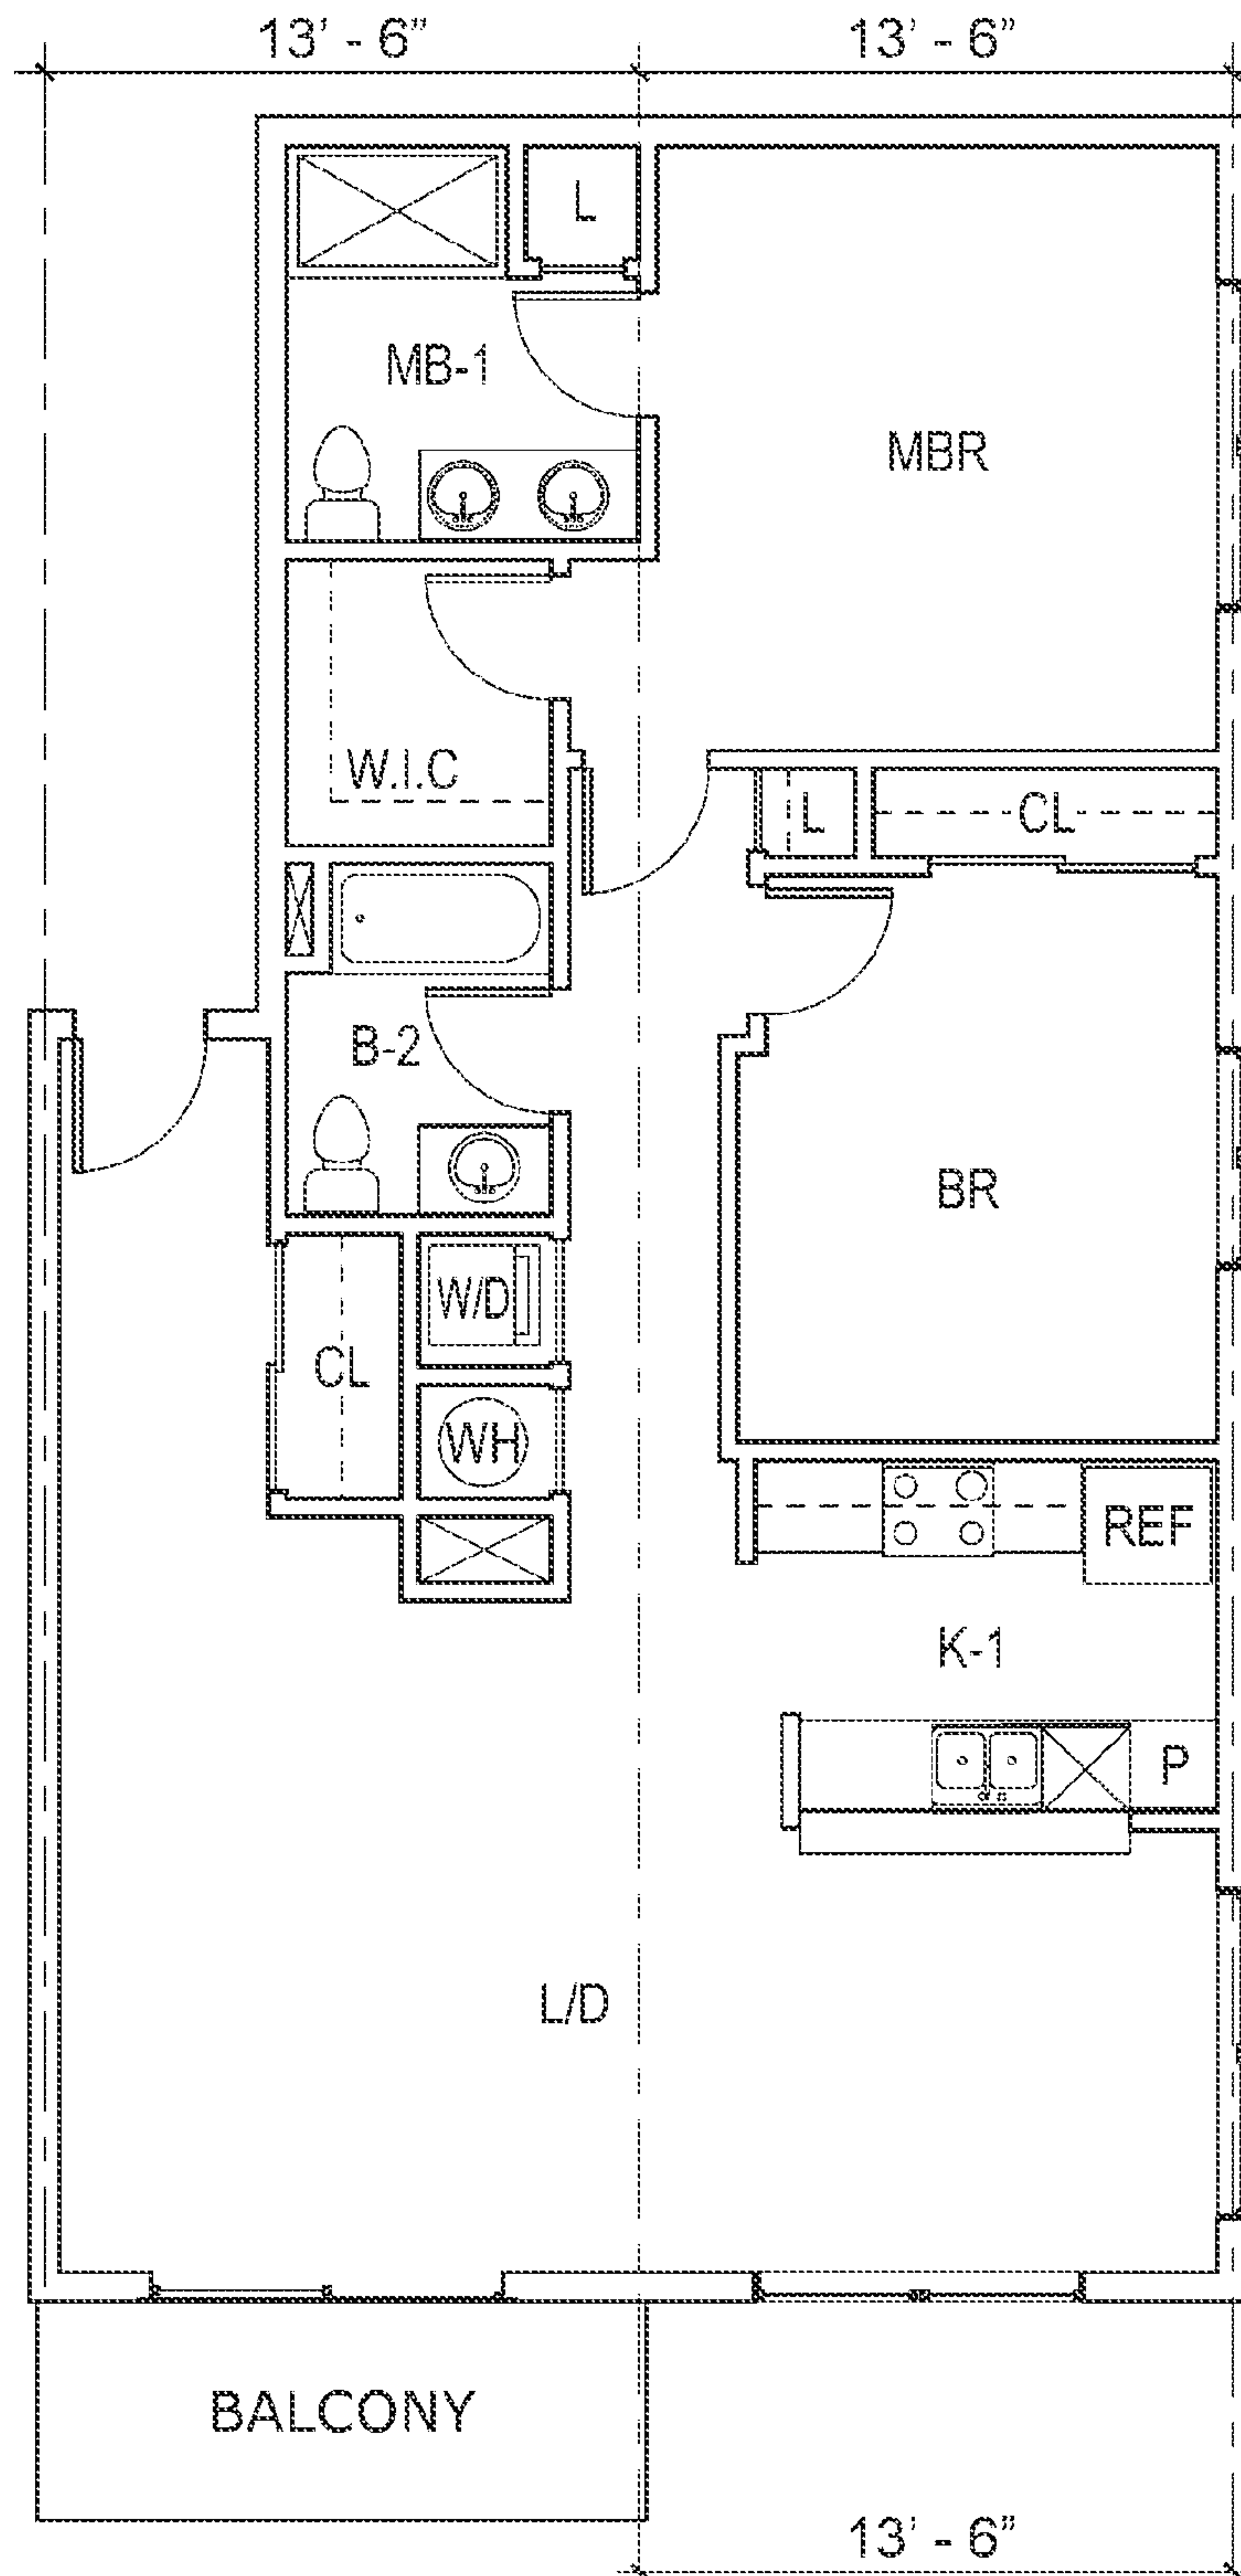 13' - 6"
13' - 6"
L
MB-1
MBR
W.I.C
L
CL
B-2
BR
W/D
CL
WH
REF
K-1
P
L/D
BALCONY
13' - 6"